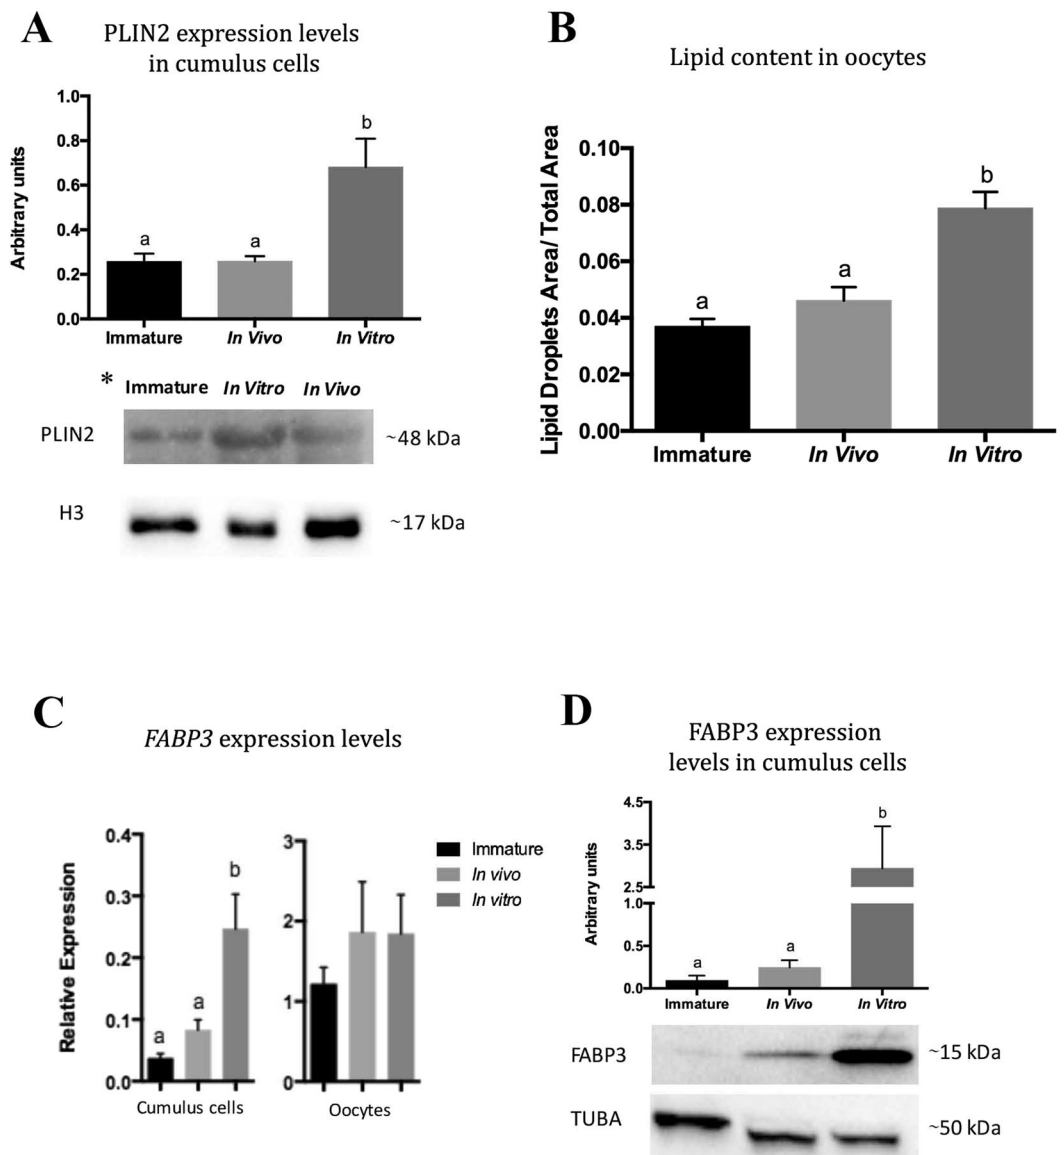 A
PLIN2 expression levels
in cumulus cells
Arbitrary units
1.0
0.8
0.6
0.4
0.2
0.0
a
a
b
Immature
In Vivo
In Vitro
* Immature In Vitro In Vivo
PLIN2
~48 kDa
H3
~17 kDa
B
Lipid content in oocytes
Lipid Droplets Area/ Total Area
0.10
0.08
0.06
0.04
0.02
0.00
a
a
b
Immature
In Vivo
In Vitro
C
FABP3 expression levels
Relative Expression
0.4
0.3
0.2
0.1
0.0
a
a
b
Cumulus cells
3
2
1
0
Oocytes
Immature
In vivo
In vitro
D
FABP3 expression
levels in cumulus cells
Arbitrary units
4.5
3.5
2.5
1.0
0.5
0.0
a
a
b
Immature
In Vivo
In Vitro
FABP3
~15 kDa
TUBA
~50 kDa